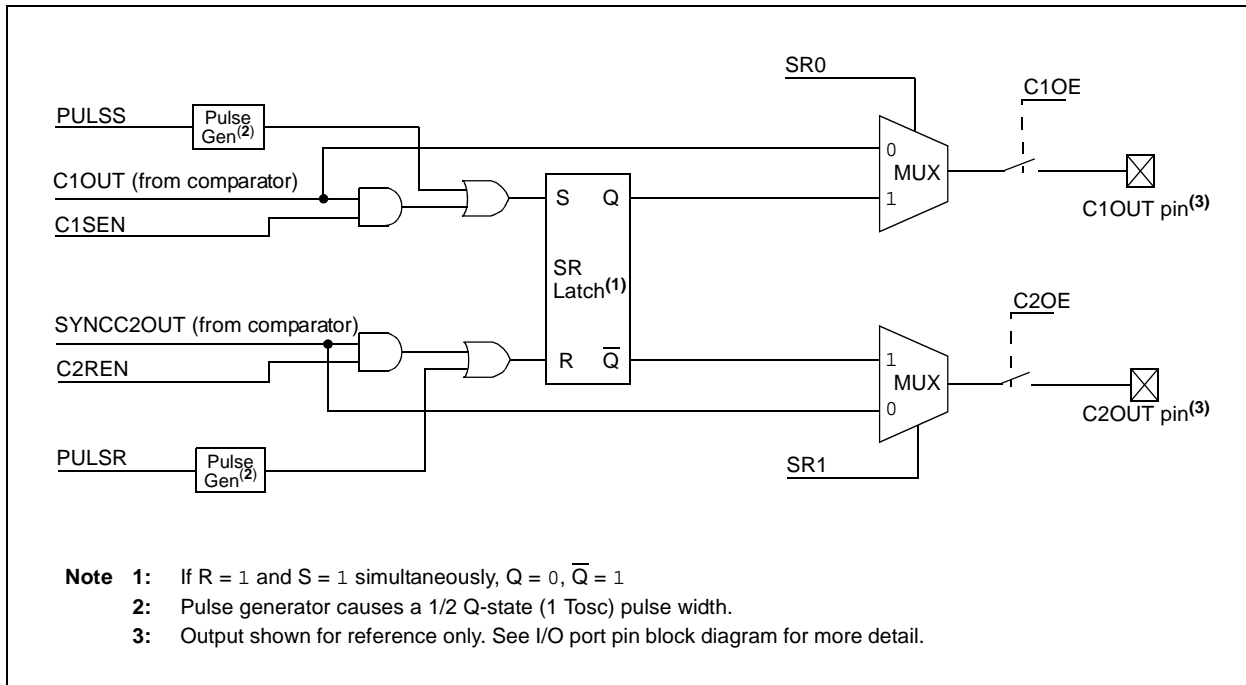 SR0
C1OE
PULSS
Pulse
Gen(2)
0
MUX
C1OUT (from comparator)
S Q
1
C1OUT pin(3)
C1SEN
SR
Latch(1)
SYNCC2OUT (from comparator)
C2OE
R Q̅
1
MUX
C2REN
0
C2OUT pin(3)
PULSR
Pulse
Gen(2)
SR1
Note 1: If R = 1 and S = 1 simultaneously, Q = 0, Q̅ = 1
2: Pulse generator causes a 1/2 Q-state (1 Tosc) pulse width.
3: Output shown for reference only. See I/O port pin block diagram for more detail.